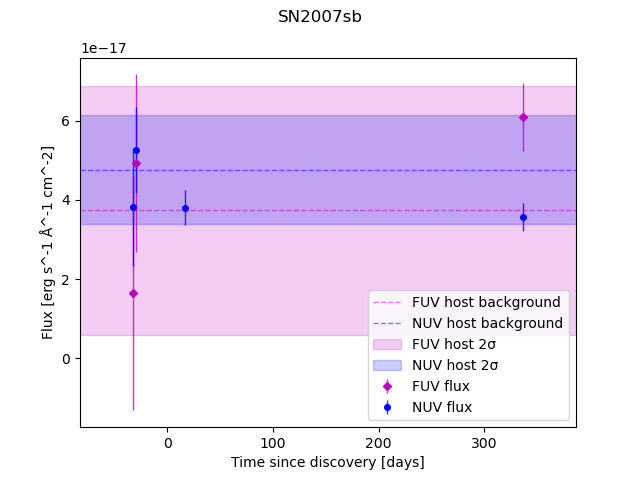 SN2007sb
1e−17
6
4
2
0
Flux [erg s^-1 Å^-1 cm^-2]
FUV host background
NUV host background
FUV host 2σ
NUV host 2σ
FUV flux
NUV flux
0 100 200 300
Time since discovery [days]